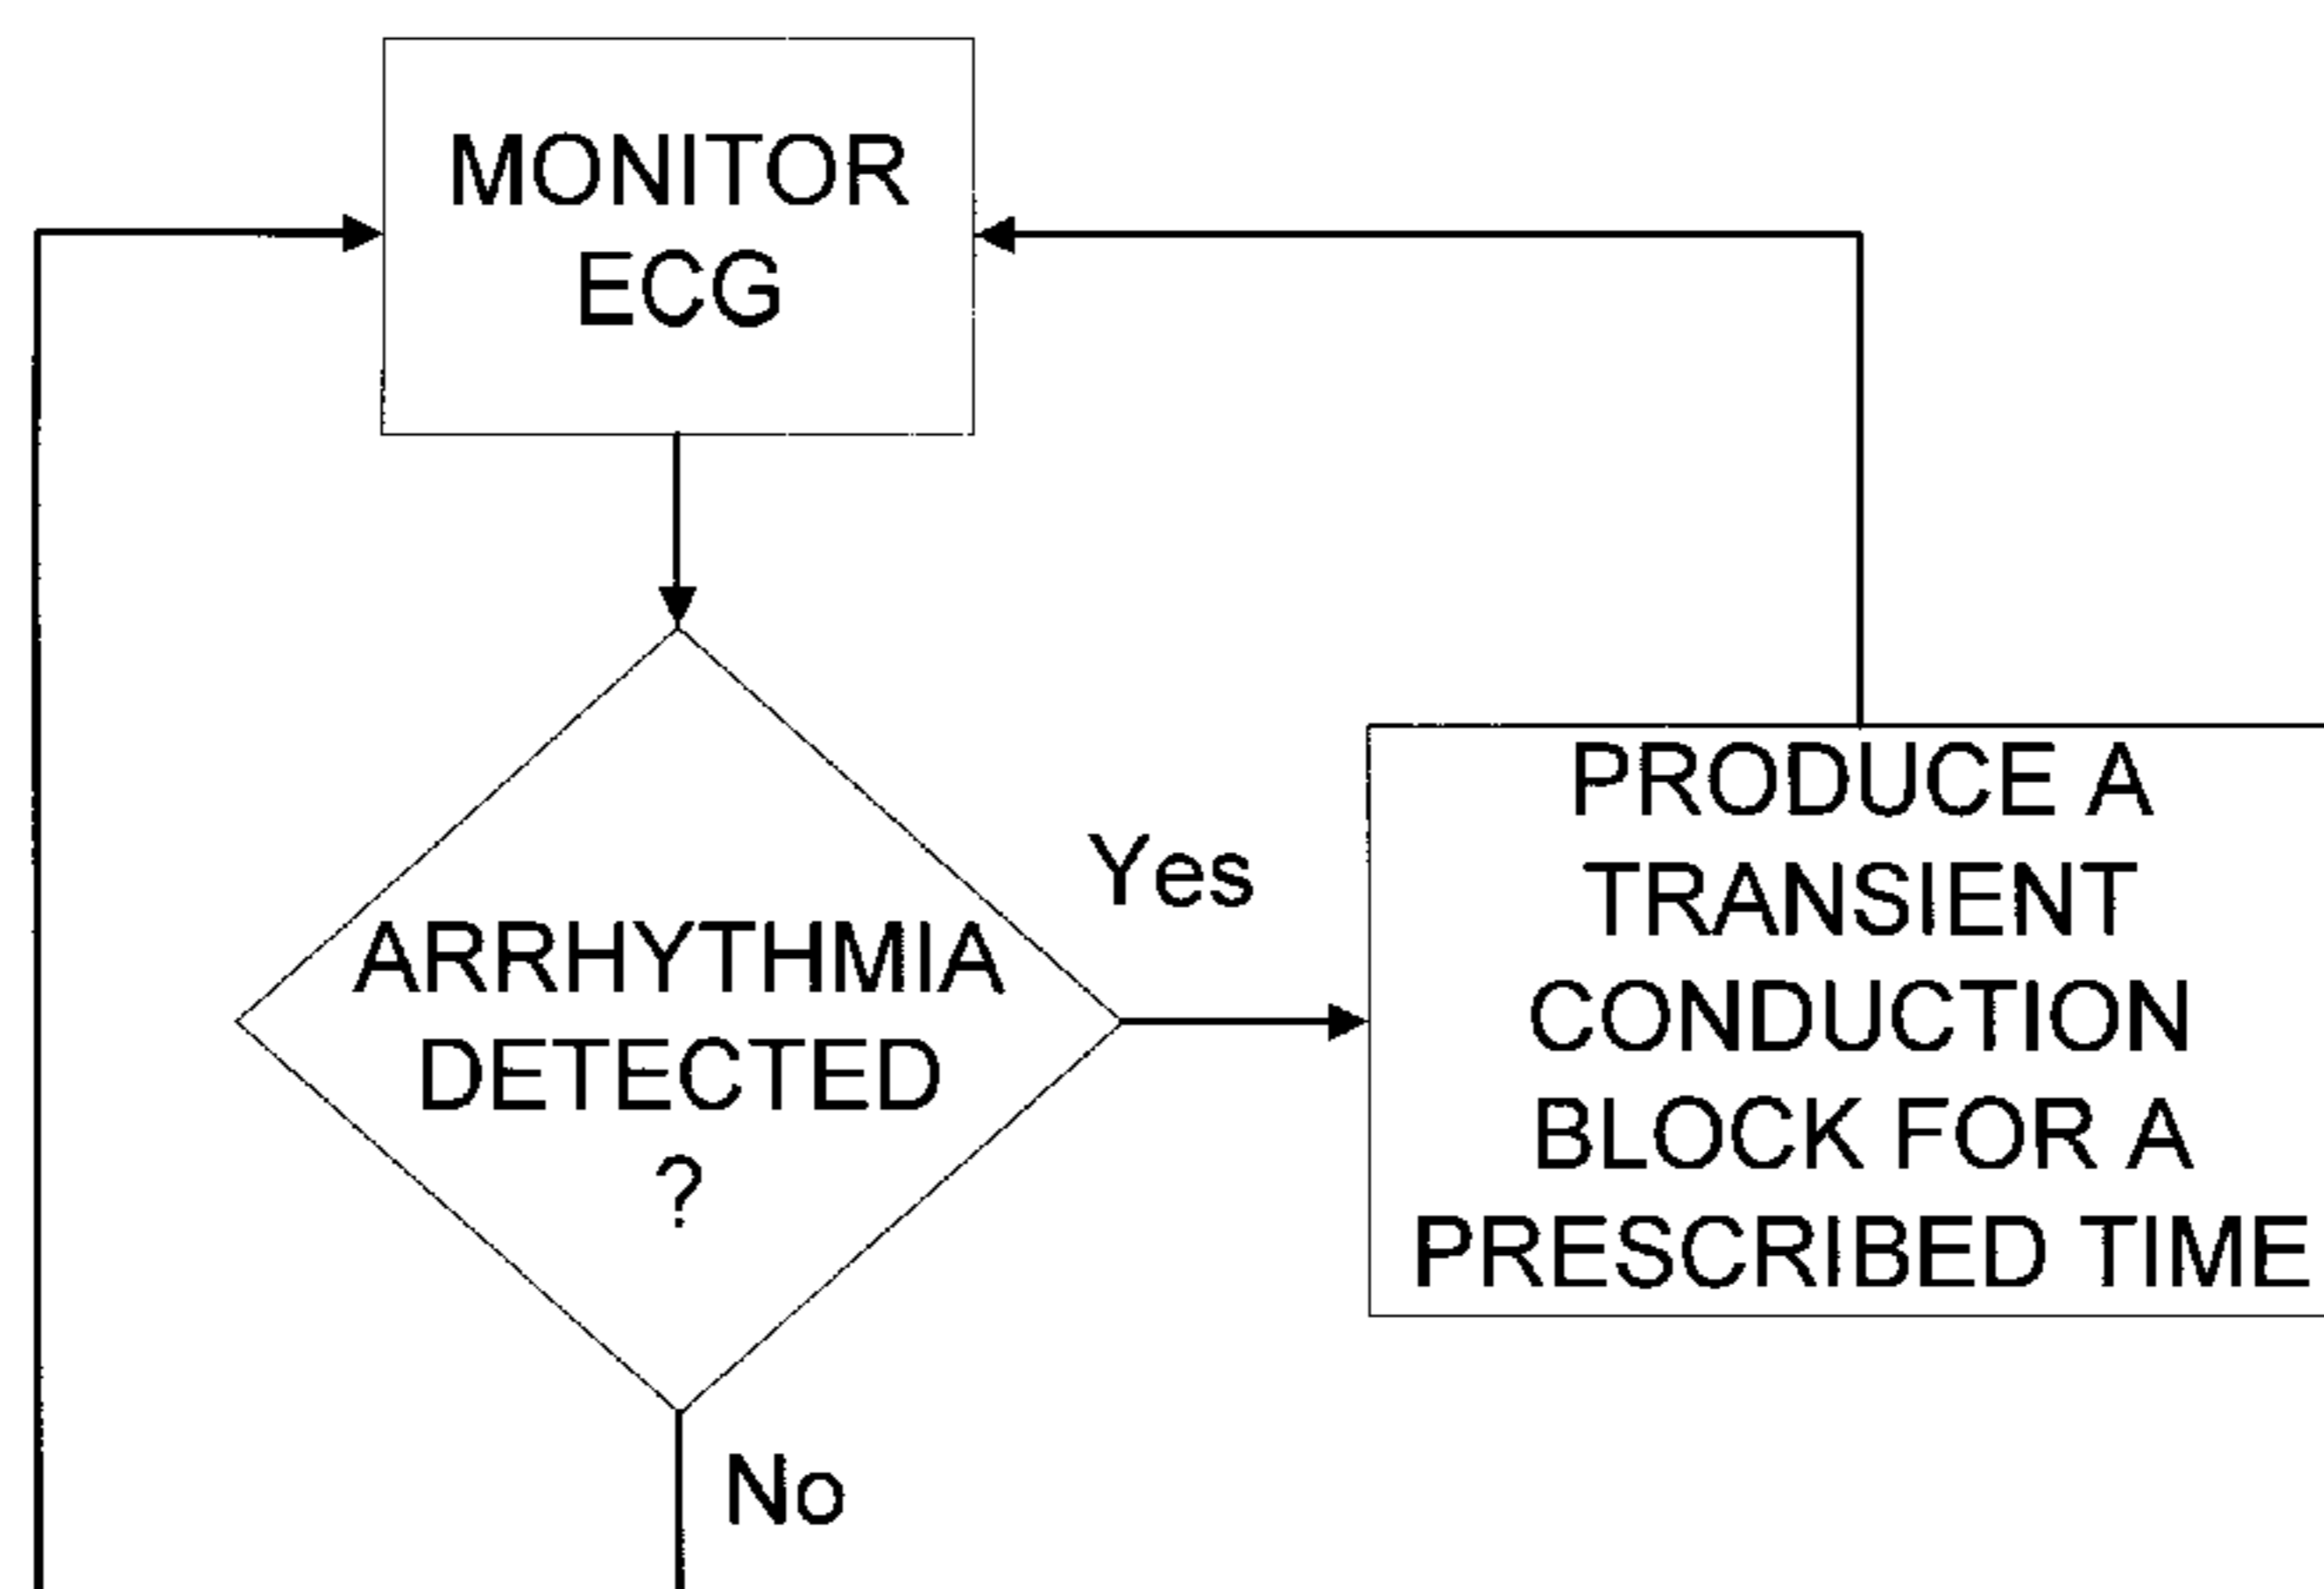 MONITOR
ECG
ARRHYTHMIA
DETECTED
?
Yes
PRODUCE A
TRANSIENT
CONDUCTION
BLOCK FOR A
PRESCRIBED TIME
No